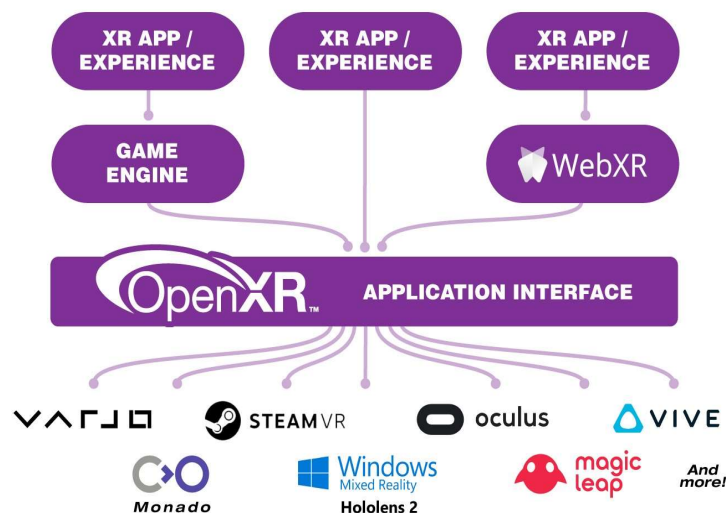 XR APP /
EXPERIENCE
XR APP /
EXPERIENCE
XR APP /
EXPERIENCE
GAME
ENGINE
WebXR
OpenXR™
APPLICATION INTERFACE
VARJO
STEAMVR
oculus
VIVE
Monado
Windows
Mixed Reality
Hololens 2
magic
leap
And
more!